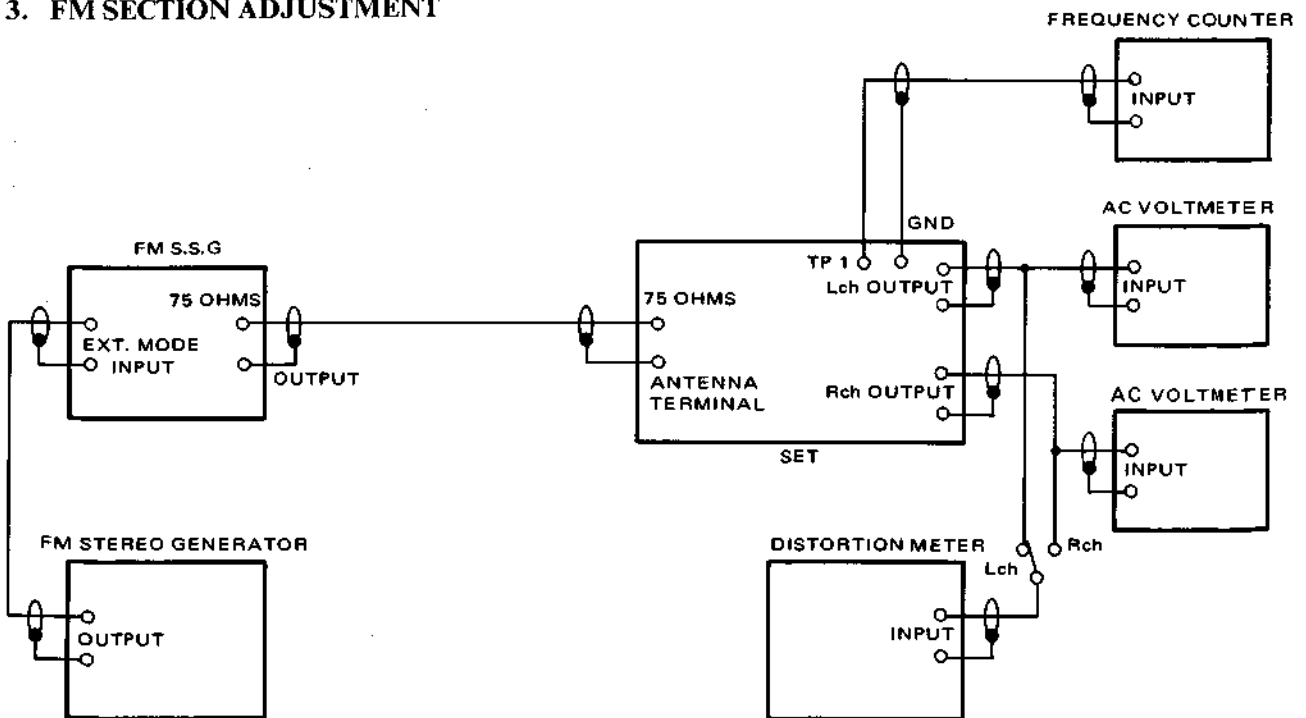 3. FM SECTION ADJUSTMENT
FREQUENCY COUNTER
INPUT
AC VOLTMETER
INPUT
AC VOLTMETER
INPUT
FM S.S.G
75 OHMS
EXT. MODE
INPUT
OUTPUT
75 OHMS
ANTENNA
TERMINAL
TP 1
GND
Lch OUTPUT
Rch OUTPUT
SET
FM STEREO GENERATOR
OUTPUT
DISTORTION METER
Lch
Rch
INPUT